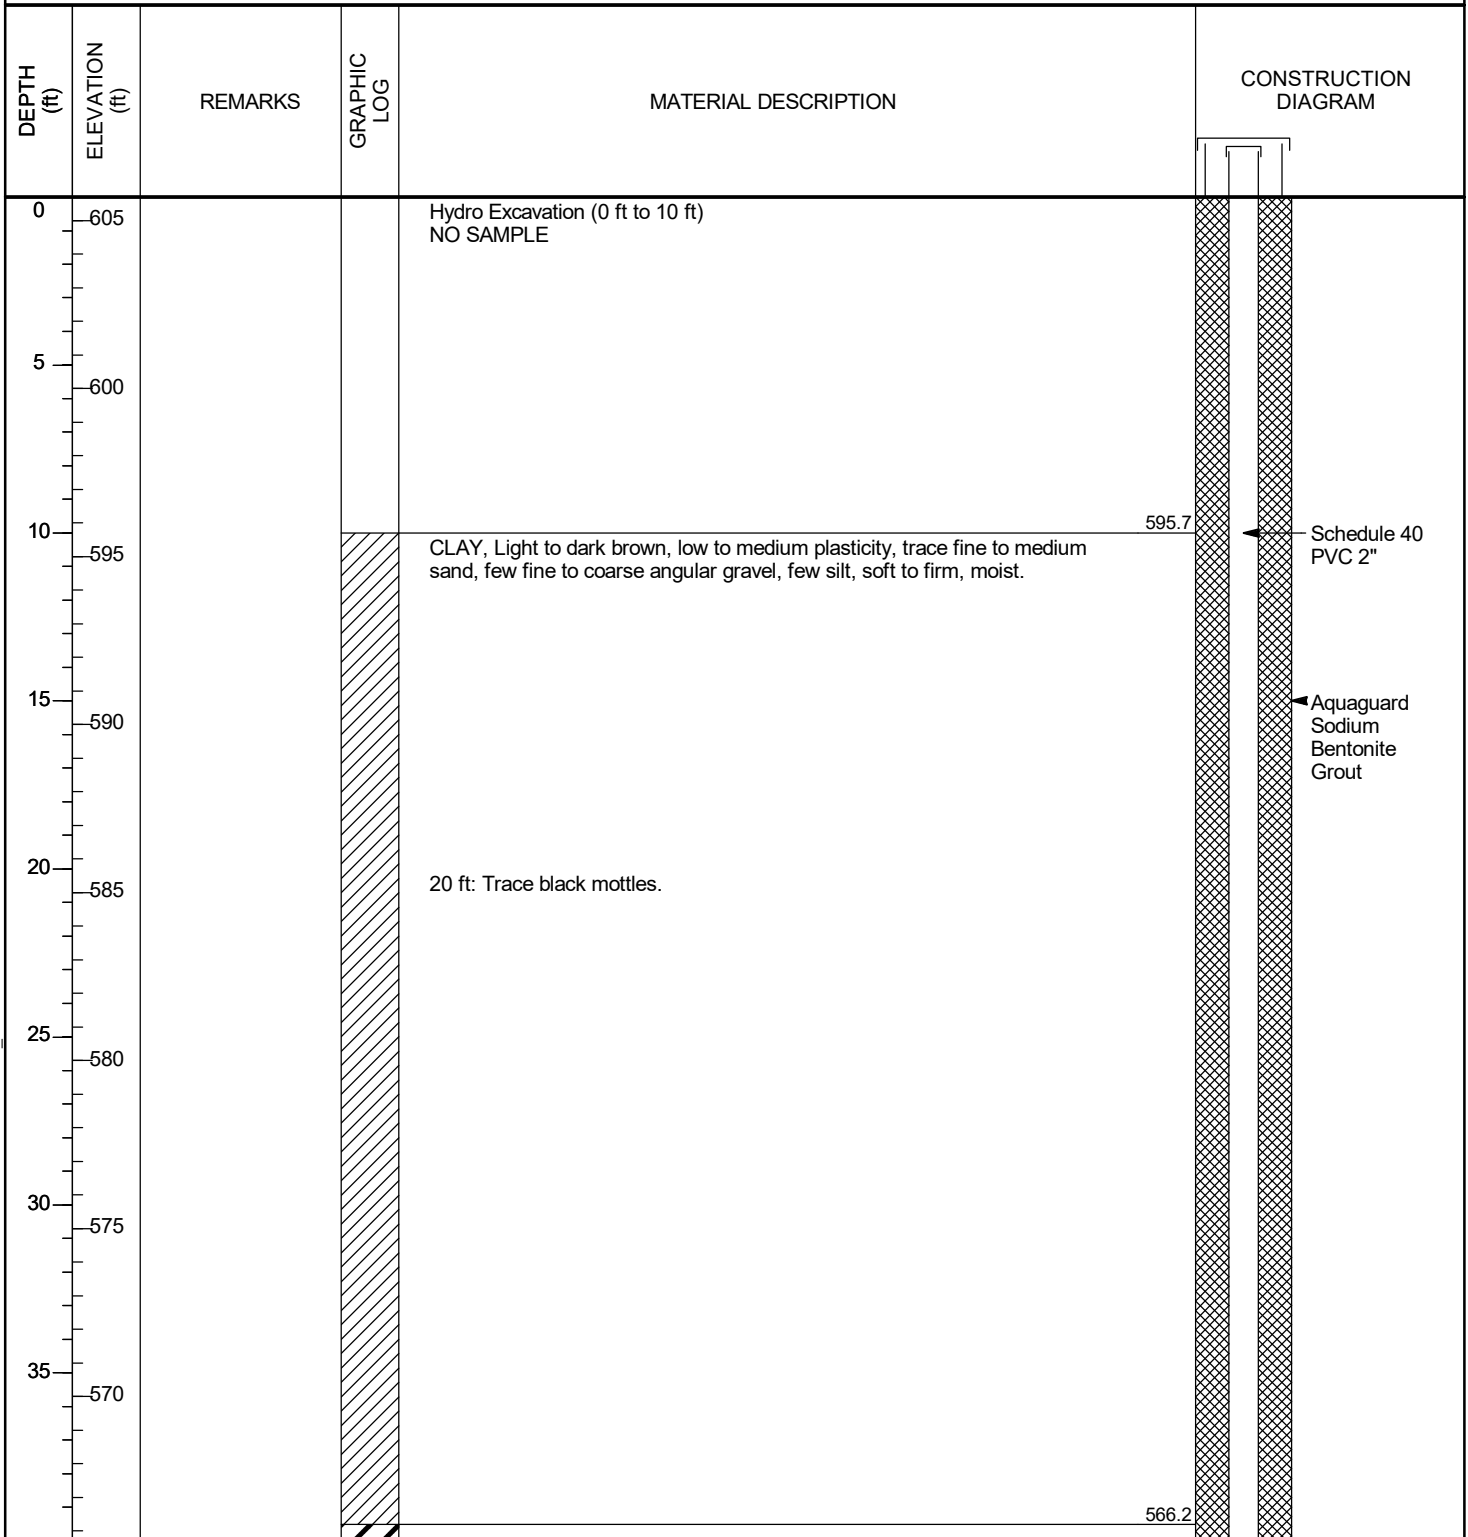 DEPTH
(ft)
ELEVATION
(ft)
REMARKS
GRAPHIC
LOG
MATERIAL DESCRIPTION
CONSTRUCTION
DIAGRAM
0
605
Hydro Excavation (0 ft to 10 ft)
NO SAMPLE
5
600
595.7
10
Schedule 40
PVC 2"
595
CLAY, Light to dark brown, low to medium plasticity, trace fine to medium
sand, few fine to coarse angular gravel, few silt, soft to firm, moist.
15
590
Aquaguard
Sodium
Bentonite
Grout
20
585
20 ft: Trace black mottles.
25
580
30
575
35
570
566.2